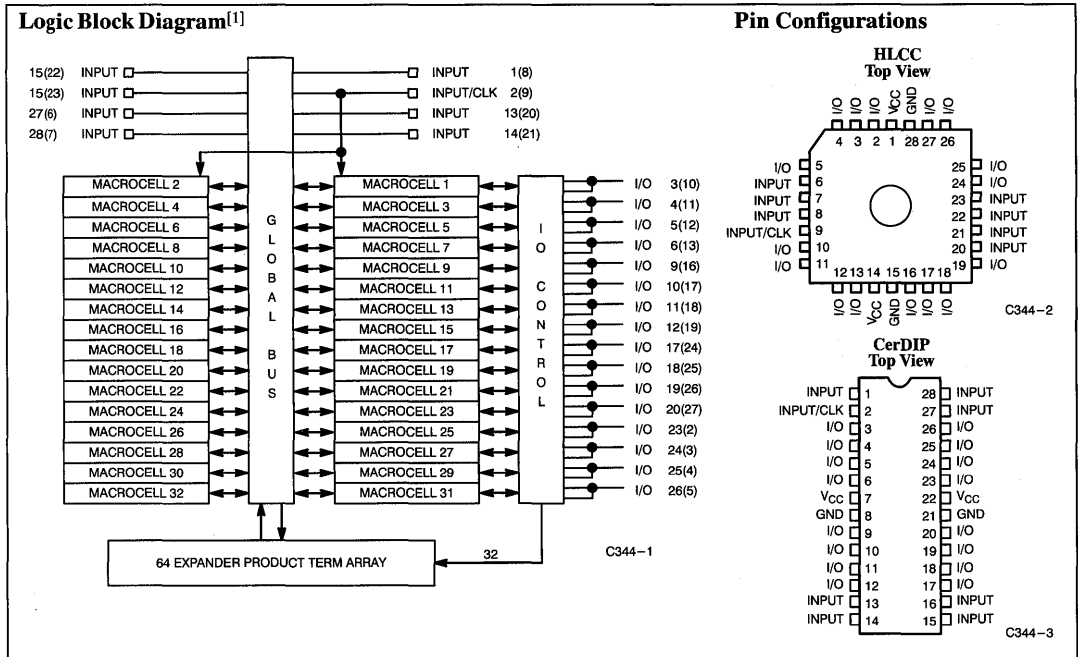 Logic Block Diagram[1]
15(22) INPUT
15(23) INPUT
27(6) INPUT
28(7) INPUT
INPUT 1(8)
INPUT/CLK 2(9)
INPUT 13(20)
INPUT 14(21)
MACROCELL 2
MACROCELL 4
MACROCELL 6
MACROCELL 8
MACROCELL 10
MACROCELL 12
MACROCELL 14
MACROCELL 16
MACROCELL 18
MACROCELL 20
MACROCELL 22
MACROCELL 24
MACROCELL 26
MACROCELL 28
MACROCELL 30
MACROCELL 32
GLOBAL BUS
MACROCELL 1
MACROCELL 3
MACROCELL 5
MACROCELL 7
MACROCELL 9
MACROCELL 11
MACROCELL 13
MACROCELL 15
MACROCELL 17
MACROCELL 19
MACROCELL 21
MACROCELL 23
MACROCELL 25
MACROCELL 27
MACROCELL 29
MACROCELL 31
IO CONTROL
I/O 3(10)
I/O 4(11)
I/O 5(12)
I/O 6(13)
I/O 9(16)
I/O 10(17)
I/O 11(18)
I/O 12(19)
I/O 17(24)
I/O 18(25)
I/O 19(26)
I/O 20(27)
I/O 23(2)
I/O 24(3)
I/O 25(4)
I/O 26(5)
64 EXPANDER PRODUCT TERM ARRAY
32
C344-1
Pin Configurations
HLCC
Top View
I/O I/O I/O VCC GND I/O I/O
4 3 2 1 28 27 26
I/O 5
INPUT 6
INPUT 7
INPUT 8
INPUT/CLK 9
I/O 10
I/O 11
25 I/O
24 I/O
23 INPUT
22 INPUT
21 INPUT
20 INPUT
19 I/O
12 13 14 15 16 17 18
I/O I/O VCC GND I/O I/O I/O
C344-2
CerDIP
Top View
INPUT 1 28 INPUT
INPUT/CLK 2 27 INPUT
I/O 3 26 I/O
I/O 4 25 I/O
I/O 5 24 I/O
I/O 6 23 I/O
VCC 7 22 VCC
GND 8 21 GND
I/O 9 20 I/O
I/O 10 19 I/O
I/O 11 18 I/O
I/O 12 17 I/O
INPUT 13 16 INPUT
INPUT 14 15 INPUT
C344-3